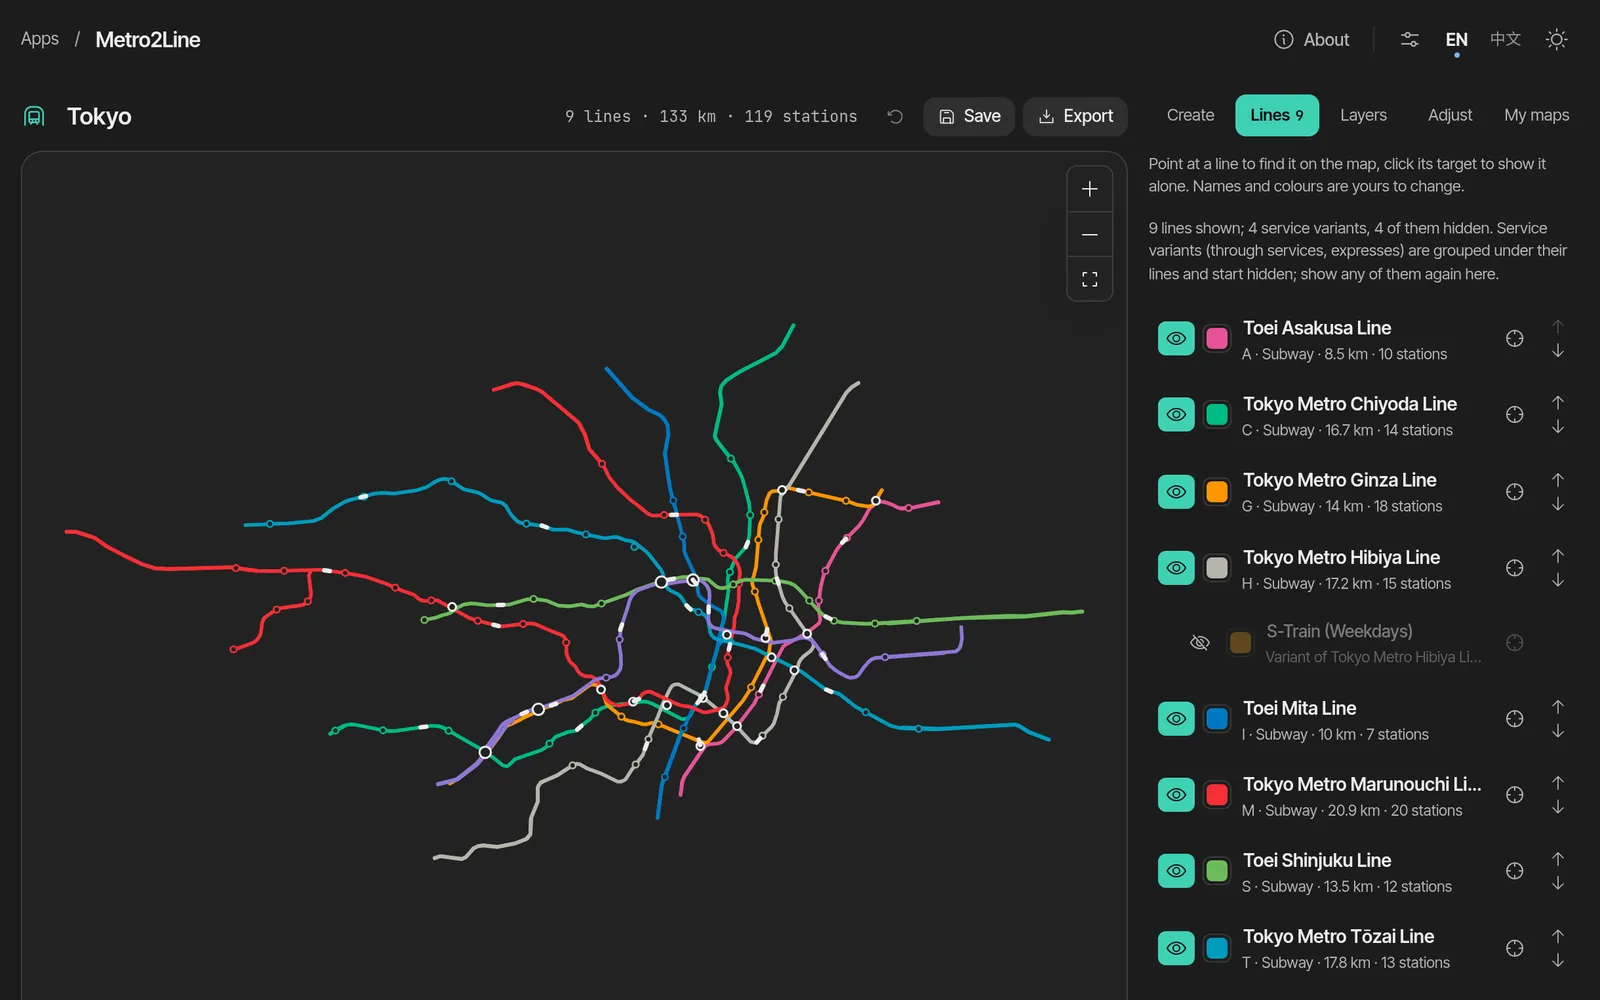 Apps / Metro2Line
About
EN
中文
Tokyo
9 lines · 133 km · 119 stations
Save
Export
Create
Lines 9
Layers
Adjust
My maps
Point at a line to find it on the map, click its target to show it
alone. Names and colours are yours to change.
9 lines shown; 4 service variants, 4 of them hidden. Service
variants (through services, expresses) are grouped under their
lines and start hidden; show any of them again here.
Toei Asakusa Line
A · Subway · 8.5 km · 10 stations
Tokyo Metro Chiyoda Line
C · Subway · 16.7 km · 14 stations
Tokyo Metro Ginza Line
G · Subway · 14 km · 18 stations
Tokyo Metro Hibiya Line
H · Subway · 17.2 km · 15 stations
S-Train (Weekdays)
Variant of Tokyo Metro Hibiya Li...
Toei Mita Line
I · Subway · 10 km · 7 stations
Tokyo Metro Marunouchi Li...
M · Subway · 20.9 km · 20 stations
Toei Shinjuku Line
S · Subway · 13.5 km · 12 stations
Tokyo Metro Tōzai Line
T · Subway · 17.8 km · 13 stations